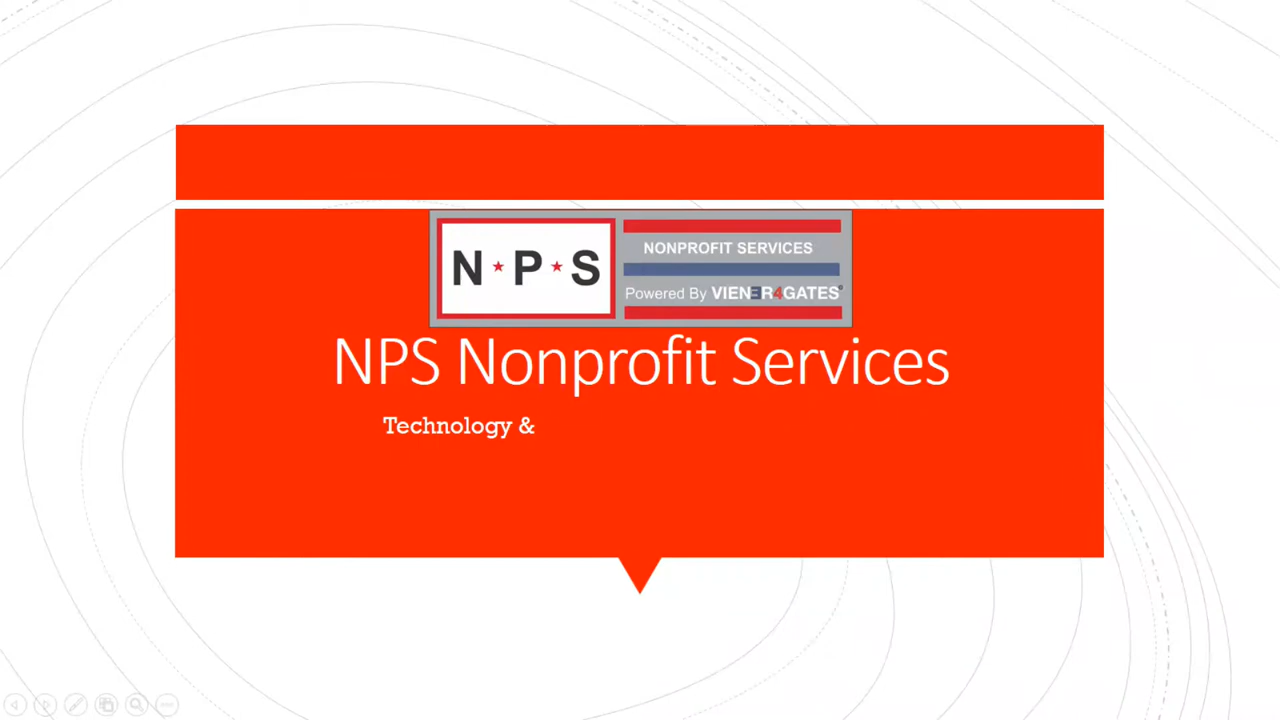 N★P★S
NONPROFIT SERVICES
Powered By VIENER4GATES
NPS Nonprofit Services
Technology &